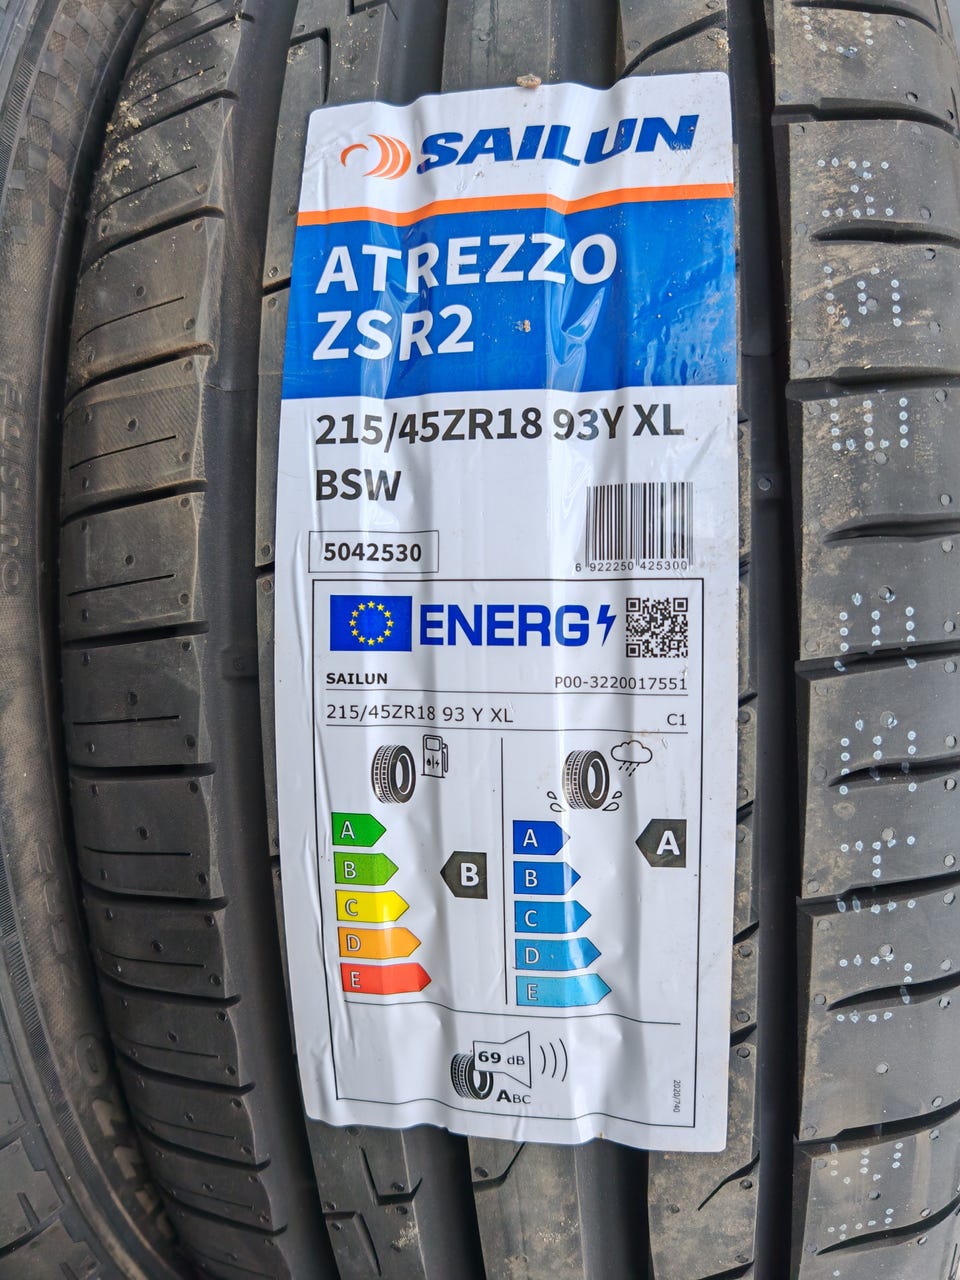 SAILUN
ATREZZO
ZSR2
215/45ZR18 93Y XL
BSW
5042530
6 922250 425300
ENERG
SAILUN
P00-3220017551
215/45ZR18 93 Y XL
C1
A
B
C
D
E
B
A
B
C
D
E
A
69 dB
ABC
2020/740
OUTSIDE